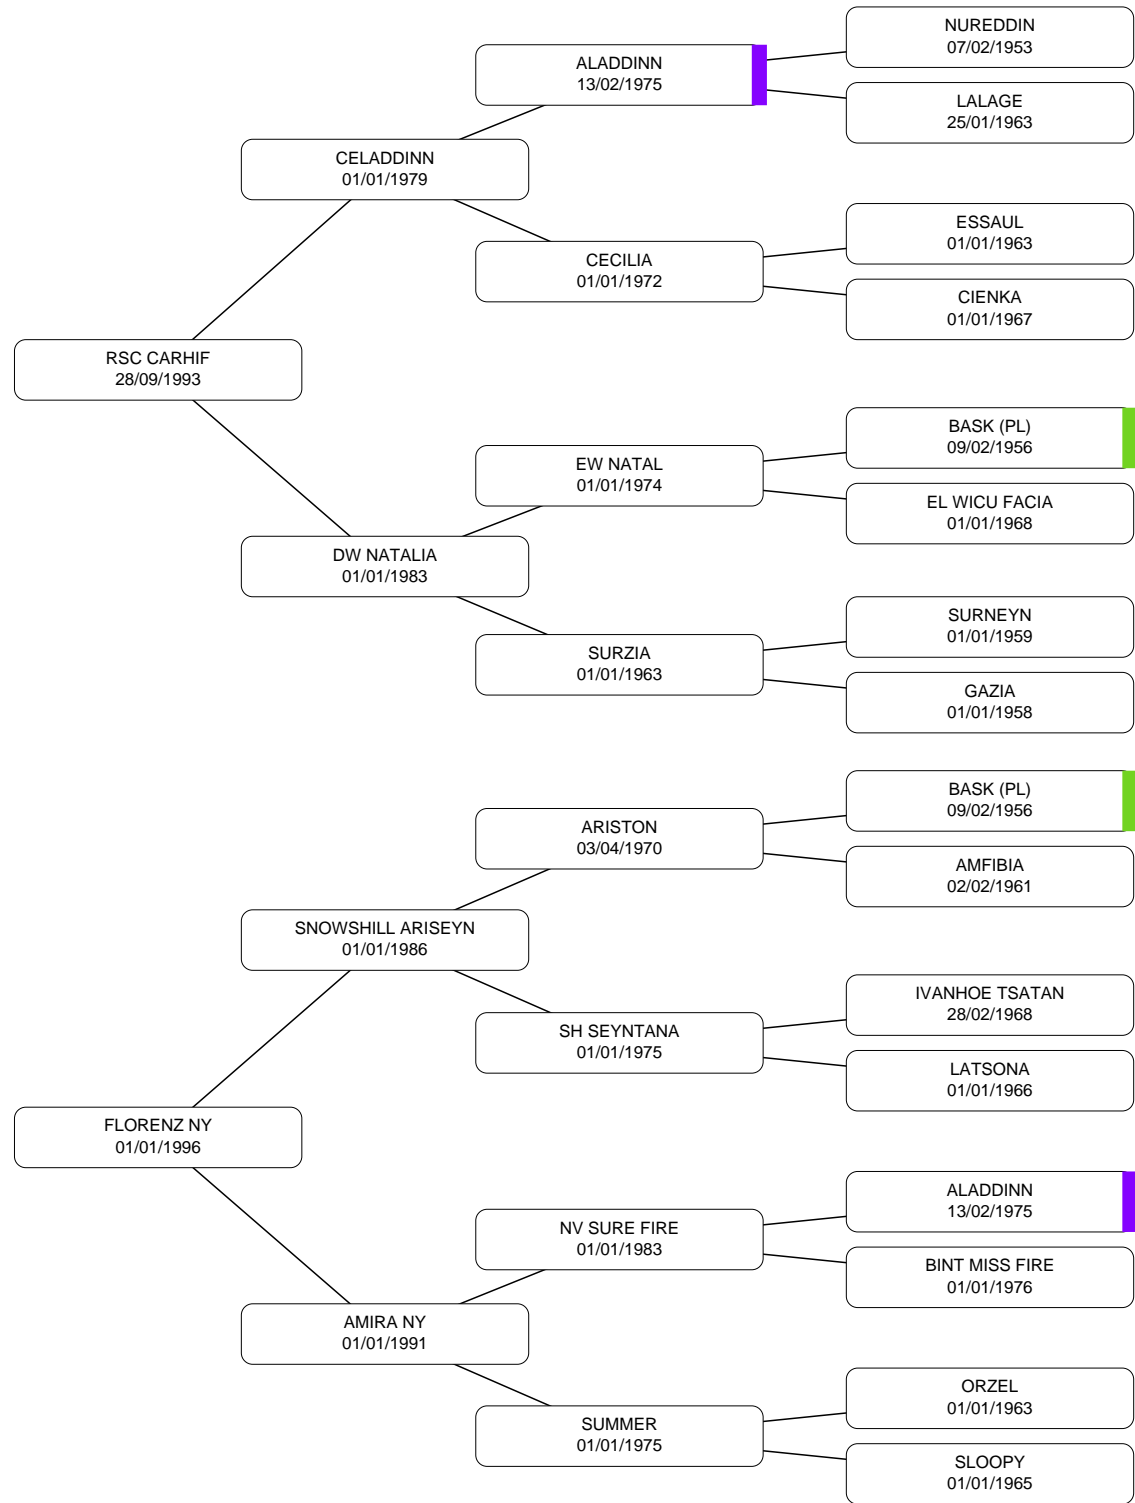 NUREDDIN
07/02/1953
ALADDINN
13/02/1975
LALAGE
25/01/1963
CELADDINN
01/01/1979
ESSAUL
01/01/1963
CECILIA
01/01/1972
CIENKA
01/01/1967
RSC CARHIF
28/09/1993
BASK (PL)
09/02/1956
EW NATAL
01/01/1974
EL WICU FACIA
01/01/1968
DW NATALIA
01/01/1983
SURNEYN
01/01/1959
SURZIA
01/01/1963
GAZIA
01/01/1958
BASK (PL)
09/02/1956
ARISTON
03/04/1970
AMFIBIA
02/02/1961
SNOWSHILL ARISEYN
01/01/1986
IVANHOE TSATAN
28/02/1968
SH SEYNTANA
01/01/1975
LATSONA
01/01/1966
FLORENZ NY
01/01/1996
ALADDINN
13/02/1975
NV SURE FIRE
01/01/1983
BINT MISS FIRE
01/01/1976
AMIRA NY
01/01/1991
ORZEL
01/01/1963
SUMMER
01/01/1975
SLOOPY
01/01/1965